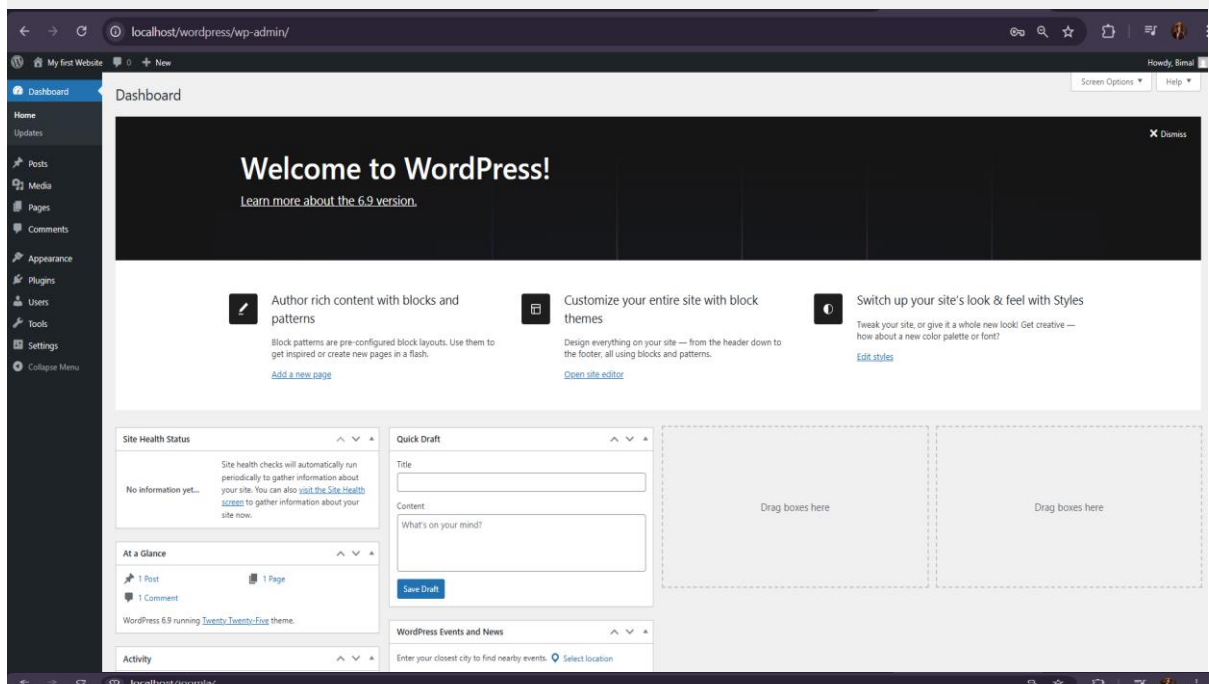 localhost/wordpress/wp-admin/
My first Website 0 + New
Howdy, Bimal
Screen Options ▼ Help ▼
Dashboard
Home
Updates
Posts
Media
Pages
Comments
Appearance
Plugins
Users
Tools
Settings
Collapse Menu
Dashboard
Dismiss
Welcome to WordPress!
Learn more about the 6.9 version.
Author rich content with blocks and
patterns
Block patterns are pre-configured block layouts. Use them to
get inspired or create new pages in a flash.
Add a new page
Customize your entire site with block
themes
Design everything on your site — from the header down to
the footer, all using blocks and patterns.
Open site editor
Switch up your site's look & feel with Styles
Tweak your site, or give it a whole new look! Get creative —
how about a new color palette or font?
Edit styles
Site Health Status
No information yet...
Site health checks will automatically run
periodically to gather information about
your site. You can also visit the Site Health
screen to gather information about your
site now.
At a Glance
1 Post
1 Page
1 Comment
WordPress 6.9 running Twenty Twenty-Five theme.
Activity
Quick Draft
Title
Content
What's on your mind?
Save Draft
WordPress Events and News
Enter your closest city to find nearby events. Select location
Drag boxes here
Drag boxes here
localhost/joomla/